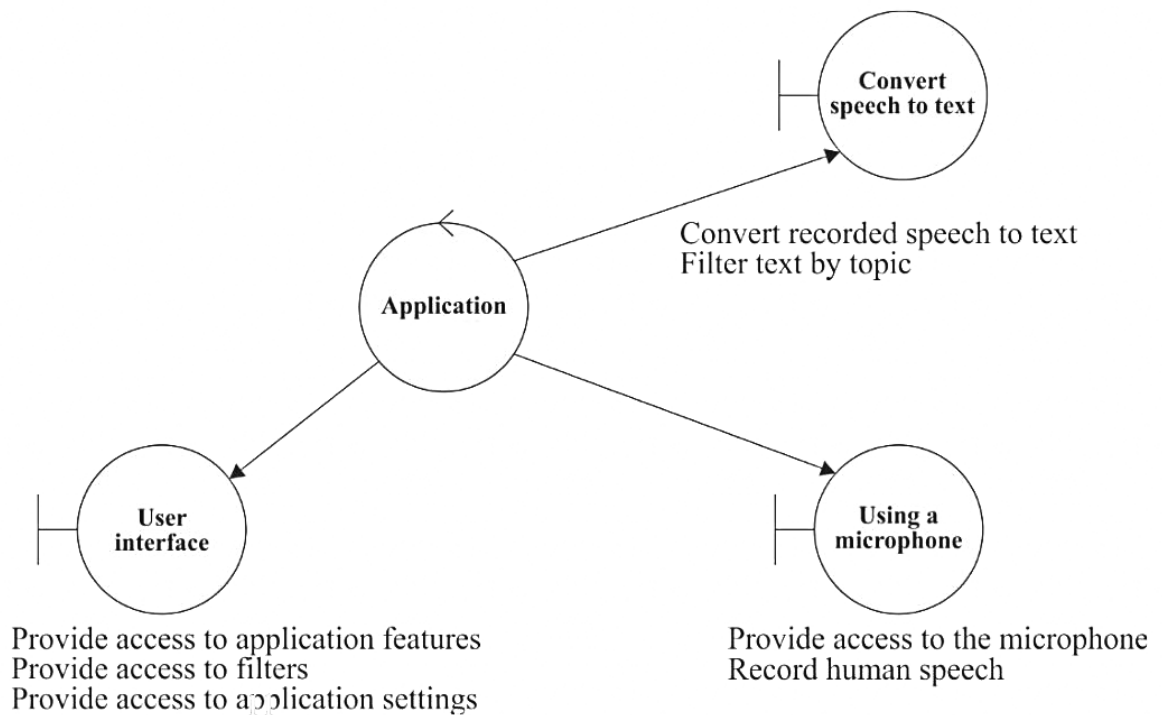 Convert
speech to text
Convert recorded speech to text
Filter text by topic
Application
User
interface
Using a
microphone
Provide access to application features
Provide access to filters
Provide access to application settings
Provide access to the microphone
Record human speech